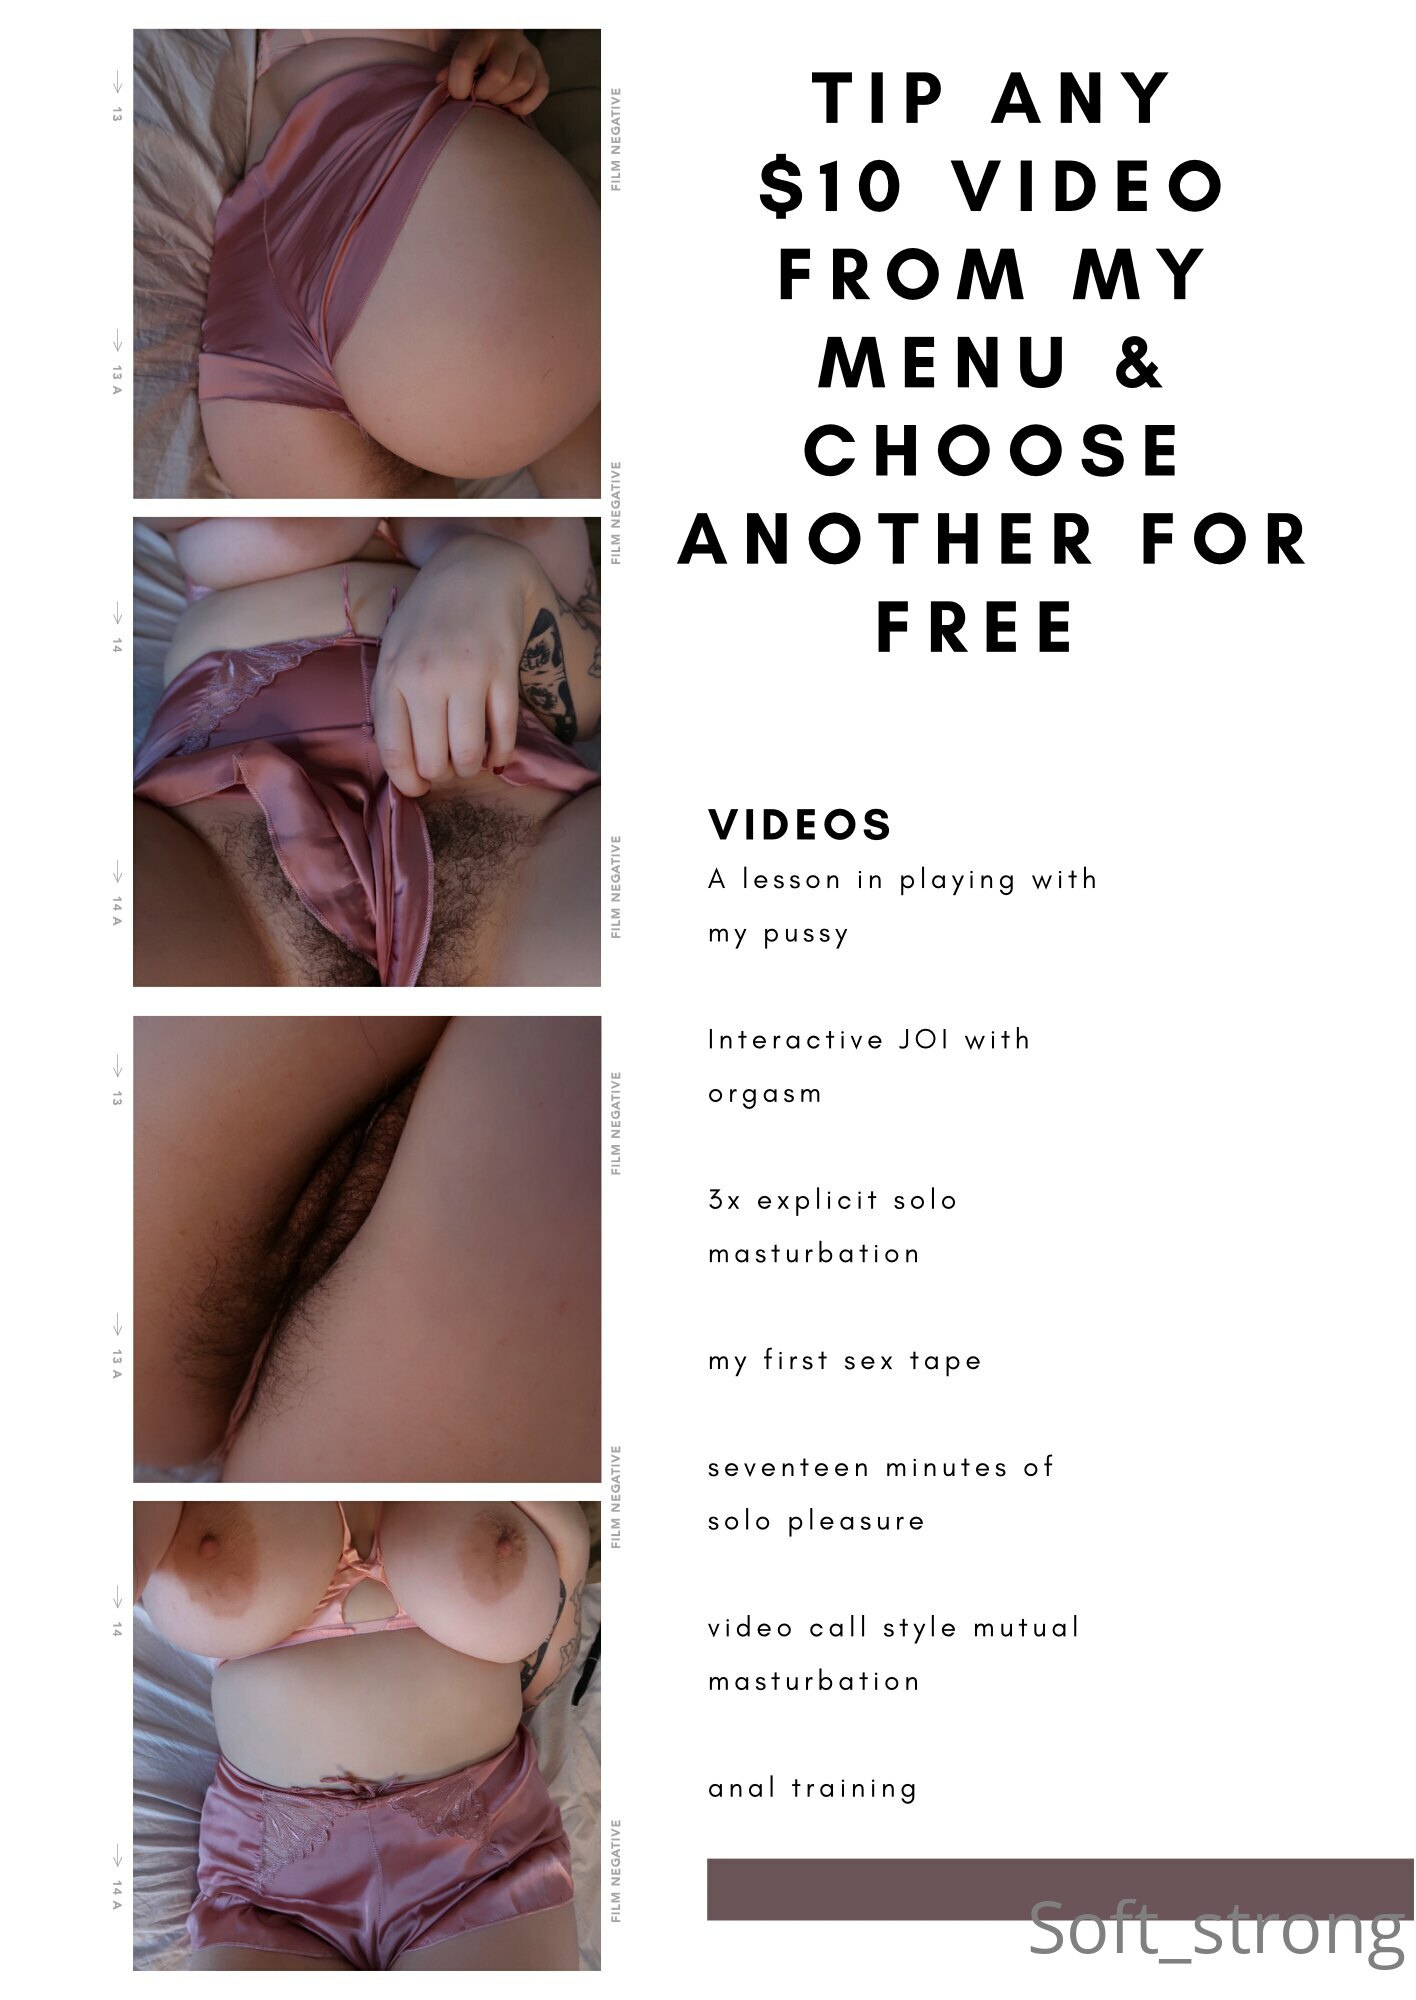 TIP ANY
$10 VIDEO
FROM MY
MENU &
CHOOSE
ANOTHER FOR
FREE
VIDEOS
A lesson in playing with
my pussy
Interactive JOI with
orgasm
3x explicit solo
masturbation
my first sex tape
seventeen minutes of
solo pleasure
video call style mutual
masturbation
anal training
Soft_strong
13
FILM NEGATIVE
13 A
FILM NEGATIVE
14
FILM NEGATIVE
14 A
13
FILM NEGATIVE
13 A
FILM NEGATIVE
14
FILM NEGATIVE
14 A